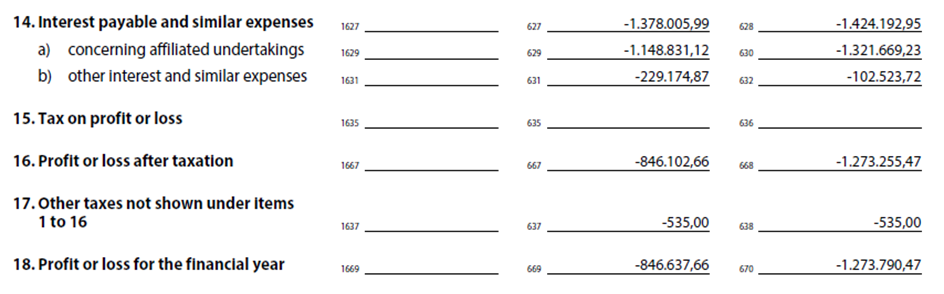 14. Interest payable and similar expenses 1627 627 -1.378.005,99 628 -1.424.192,95
a) concerning affiliated undertakings 1629 629 -1.148.831,12 630 -1.321.669,23
b) other interest and similar expenses 1631 631 -229.174,87 632 -102.523,72
15. Tax on profit or loss 1635 635 636
16. Profit or loss after taxation 1667 667 -846.102,66 668 -1.273.255,47
17. Other taxes not shown under items
1 to 16 1637 637 -535,00 638 -535,00
18. Profit or loss for the financial year 1669 669 -846.637,66 670 -1.273.790,47